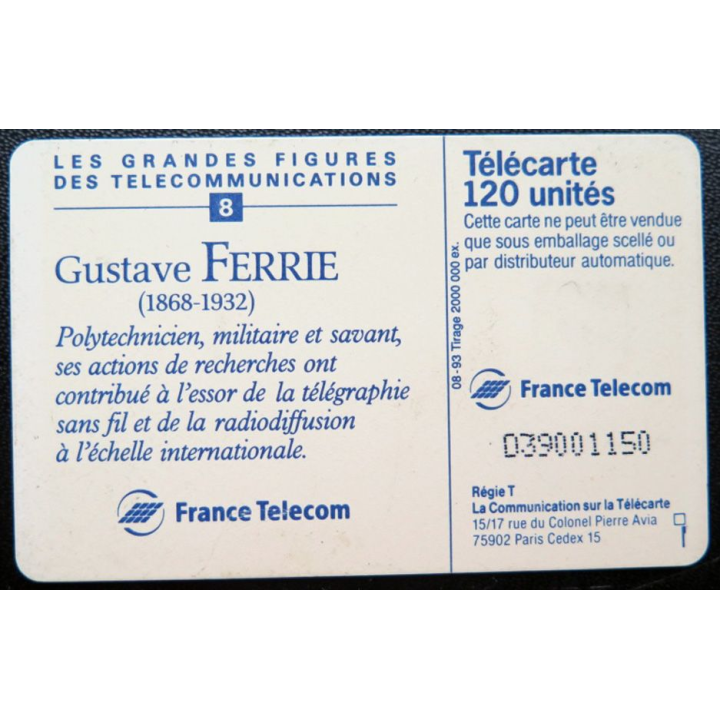 LES GRANDES FIGURES
DES TELECOMMUNICATIONS
8
Gustave FERRIE
(1868-1932)
Polytechnicien, militaire et savant,
ses actions de recherches ont
contribué à l'essor de la télégraphie
sans fil et de la radiodiffusion
à l'échelle internationale.
France Telecom
08-93 Tirage 2000 000 ex.
Télécarte
120 unités
Cette carte ne peut être vendue
que sous emballage scellé ou
par distributeur automatique.
France Telecom
039001150
Régie T
La Communication sur la Télécarte
15/17 rue du Colonel Pierre Avia
75902 Paris Cedex 15